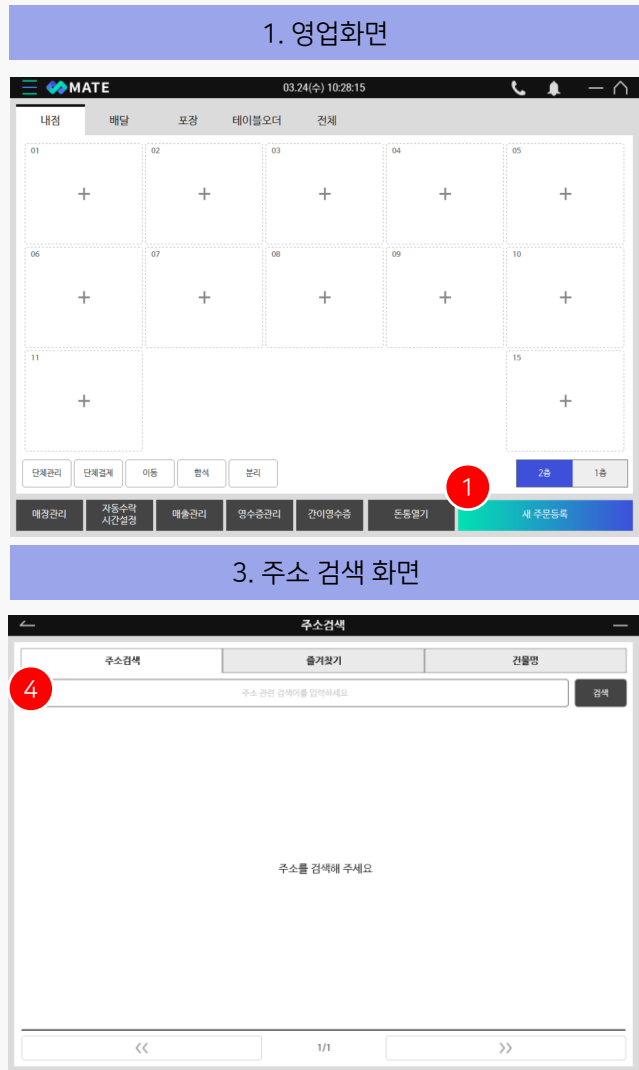 1. 영업화면
MATE 03.24(수) 10:28:15
내점 배달 포장 테이블오더 전체
01 02 03 04 05
06 07 08 09 10
11 15
단체관리 단체결제 이동 합석 분리 2층 1층
1
매장관리 자동수락 시간설정 매출관리 영수증관리 간이영수증 돈통열기 새 주문등록
3. 주소 검색 화면
주소검색
주소검색 즐겨찾기 건물명
4 주소 관련 검색어를 입력하세요 검색
주소를 검색해 주세요
<< 1/1 >>